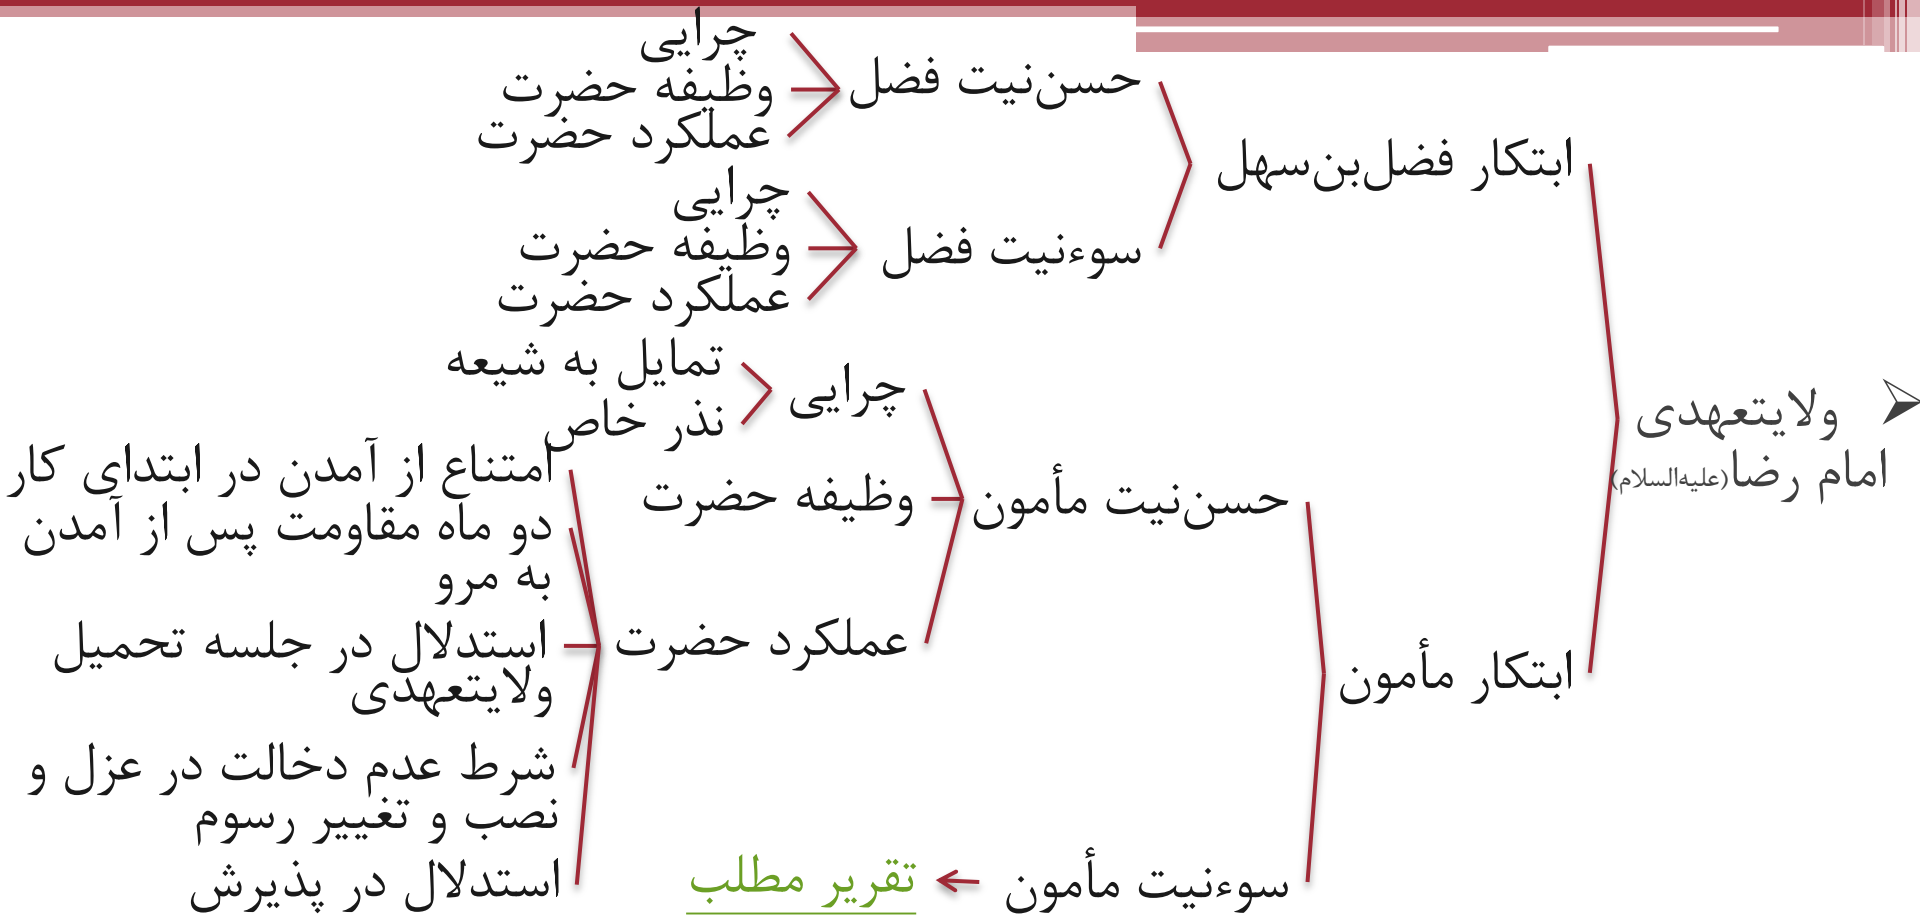 ولایتعهدی
امام رضا(علیه‌السلام)
ابتکار فضل‌بن‌سهل
حسن‌نیت فضل
چرایی
وظیفه حضرت
عملکرد حضرت
سوءنیت فضل
چرایی
وظیفه حضرت
عملکرد حضرت
ابتکار مأمون
حسن‌نیت مأمون
چرایی
تمایل به شیعه
نذر خاص
وظیفه حضرت
عملکرد حضرت
امتناع از آمدن در ابتدای کار
دو ماه مقاومت پس از آمدن
به مرو
استدلال در جلسه تحمیل
ولایتعهدی
شرط عدم دخالت در عزل و
نصب و تغییر رسوم
استدلال در پذیرش
سوءنیت مأمون
تقریر مطلب